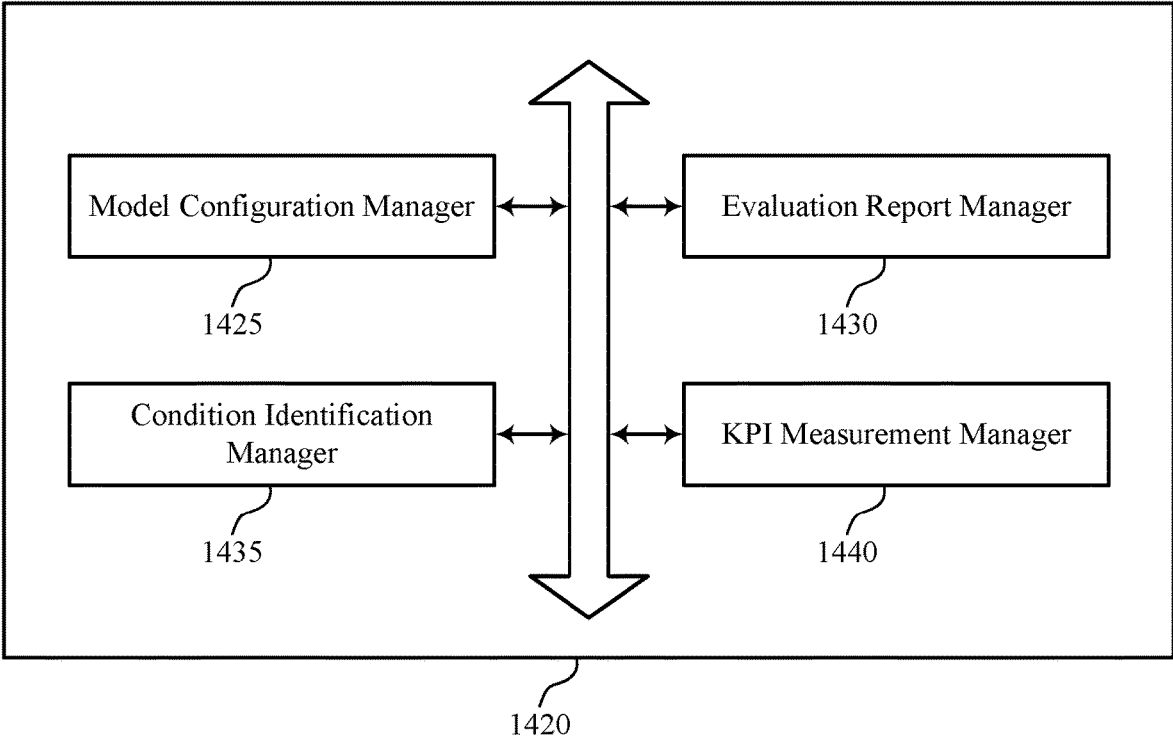 Model Configuration Manager
Evaluation Report Manager
1425
1430
Condition Identification
Manager
KPI Measurement Manager
1435
1440
1420